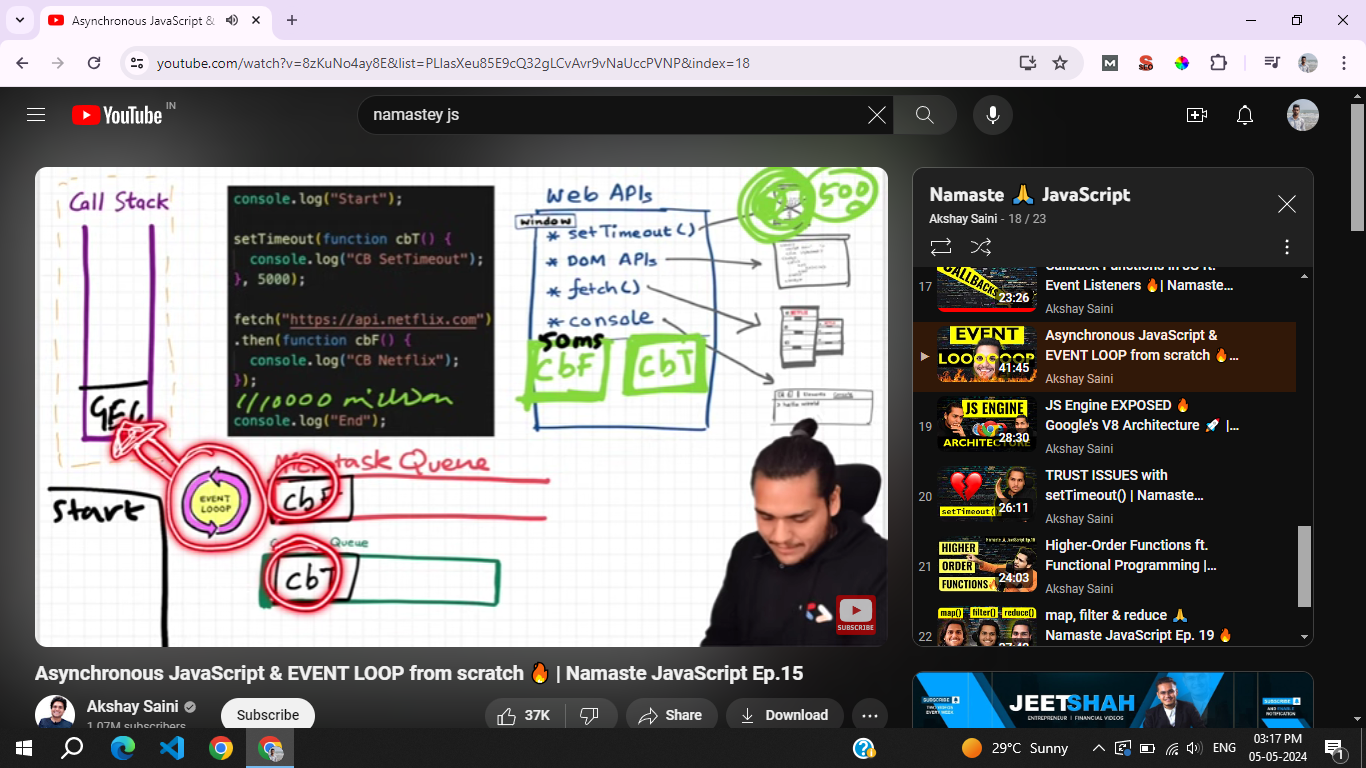 Asynchronous JavaScript &
youtube.com/watch?v=8zKuNo4ay8E&list=PLlasXeu85E9cQ32gLCvAvr9vNaUccPVNP&index=18
YouTube IN
namastey js
Call Stack
GEC
console.log("Start");
setTimeout(function cbT() {
console.log("CB SetTimeout");
}, 5000);
fetch("https://api.netflix.com")
.then(function cbF() {
console.log("CB Netflix");
});
console.log("End");
Web APIs
window
* setTimeout()
* DOM APIs
* fetch()
* console
500
50ms
CbF
CbT
Start
EVENT
LOOOP
Queue
CbF
Queue
CbT
SUBSCRIBE
Namaste 🙏 JavaScript
Akshay Saini - 18 / 23
17
CALLBACKS
23:26
Callback Functions in JS ft.
Event Listeners 🔥| Namaste...
Akshay Saini
EVENT
41:45
Asynchronous JavaScript &
EVENT LOOP from scratch 🔥...
Akshay Saini
19
JS ENGINE
28:30
JS Engine EXPOSED 🔥
Google's V8 Architecture 🚀 |...
Akshay Saini
20
setTimeout()
26:11
TRUST ISSUES with
setTimeout() | Namaste...
Akshay Saini
21
HIGHER
ORDER
FUNCTIONS
24:03
Higher-Order Functions ft.
Functional Programming |...
Akshay Saini
22
map() filter() reduce()
map, filter & reduce 🙏
Namaste JavaScript Ep. 19 🔥
Asynchronous JavaScript & EVENT LOOP from scratch 🔥 | Namaste JavaScript Ep.15
Akshay Saini
1.07M subscribers
Subscribe
37K
Share
Download
SUBSCRIBE
JEETSHAH
ENTREPRENEUR | FINANCIAL VIDEOS
SUBSCRIBE
29°C Sunny
ENG
03:17 PM
05-05-2024
1